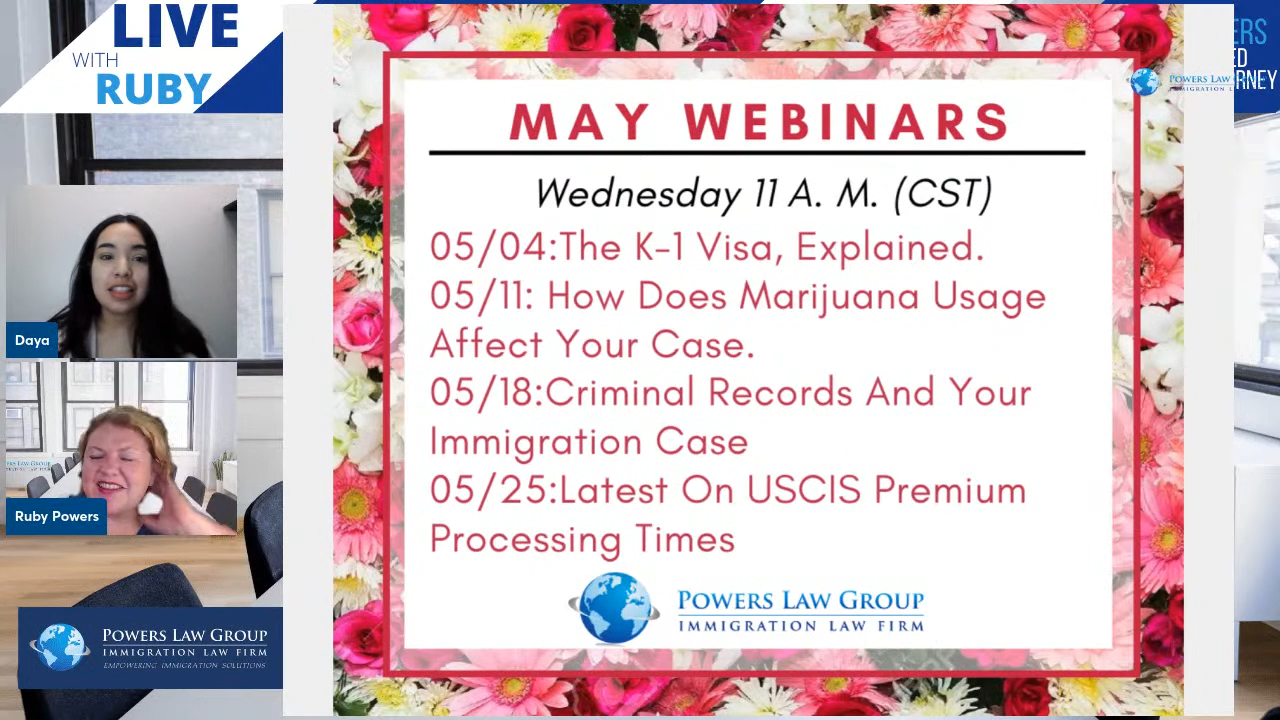 LIVE
WITH
RUBY
Daya
Ruby Powers
POWERS LAW GROUP
IMMIGRATION LAW FIRM
EMPOWERING IMMIGRATION SOLUTIONS
MAY WEBINARS
Wednesday 11 A. M. (CST)
05/04:The K-1 Visa, Explained.
05/11: How Does Marijuana Usage
Affect Your Case.
05/18:Criminal Records And Your
Immigration Case
05/25:Latest On USCIS Premium
Processing Times
POWERS LAW GROUP
IMMIGRATION LAW FIRM
POWERS LAW
IMMIGRATION